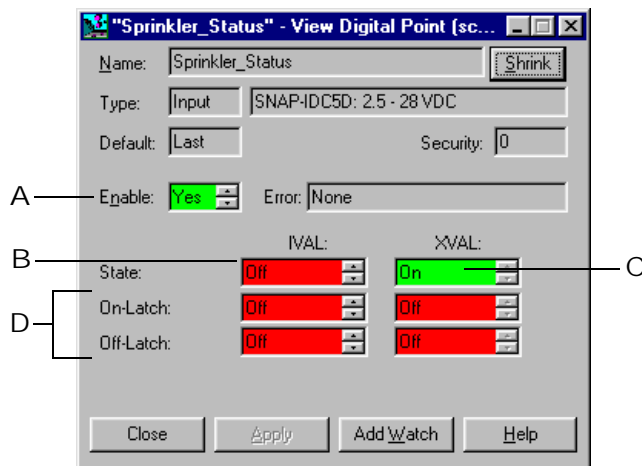 "Sprinkler_Status" - View Digital Point (sc...
Name: Sprinkler_Status Shrink
Type: Input SNAP-IDC5D: 2.5 - 28 VDC
Default: Last Security: 0
A Enable: Yes Error: None
IVAL: XVAL:
B State: Off On C
D On-Latch: Off Off
Off-Latch: Off Off
Close Apply Add Watch Help